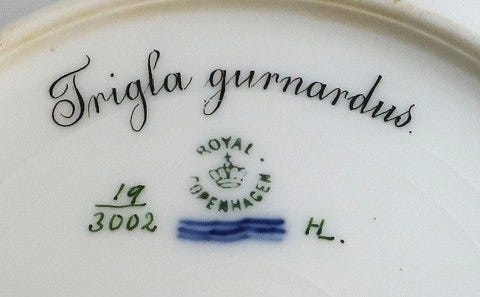 Trigla gurnardus.
ROYAL
COPENHAGEN
19
3002
HL.